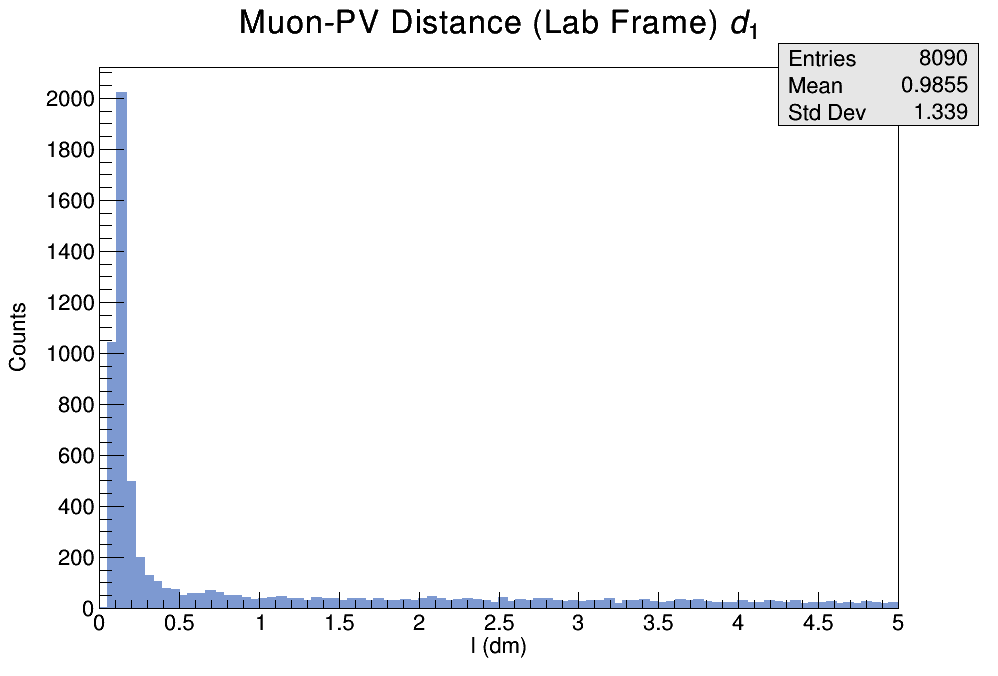 Muon-PV Distance (Lab Frame) d₁
Entries 8090
Mean 0.9855
Std Dev 1.339
Counts
2000
1800
1600
1400
1200
1000
800
600
400
200
0
0 0.5 1 1.5 2 2.5 3 3.5 4 4.5 5
l (dm)